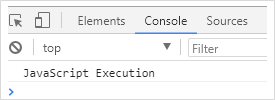 Elements Console Sources
top Filter
JavaScript Execution